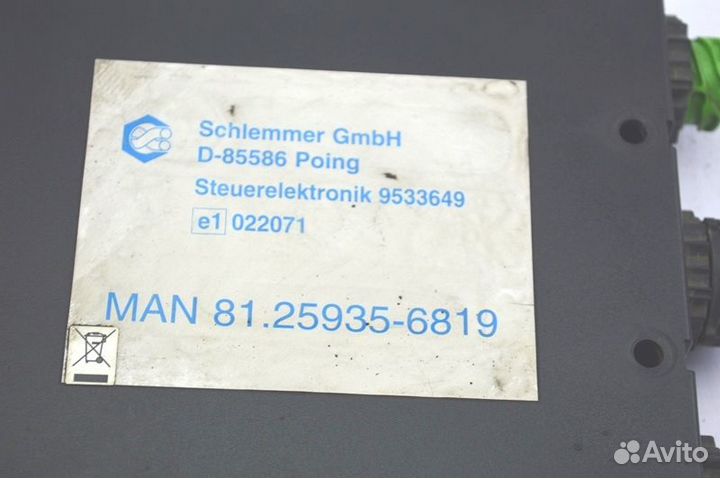 Schlemmer GmbH
D-85586 Poing
Steuerelektronik 9533649
e1 022071
MAN 81.25935-6819
Avito